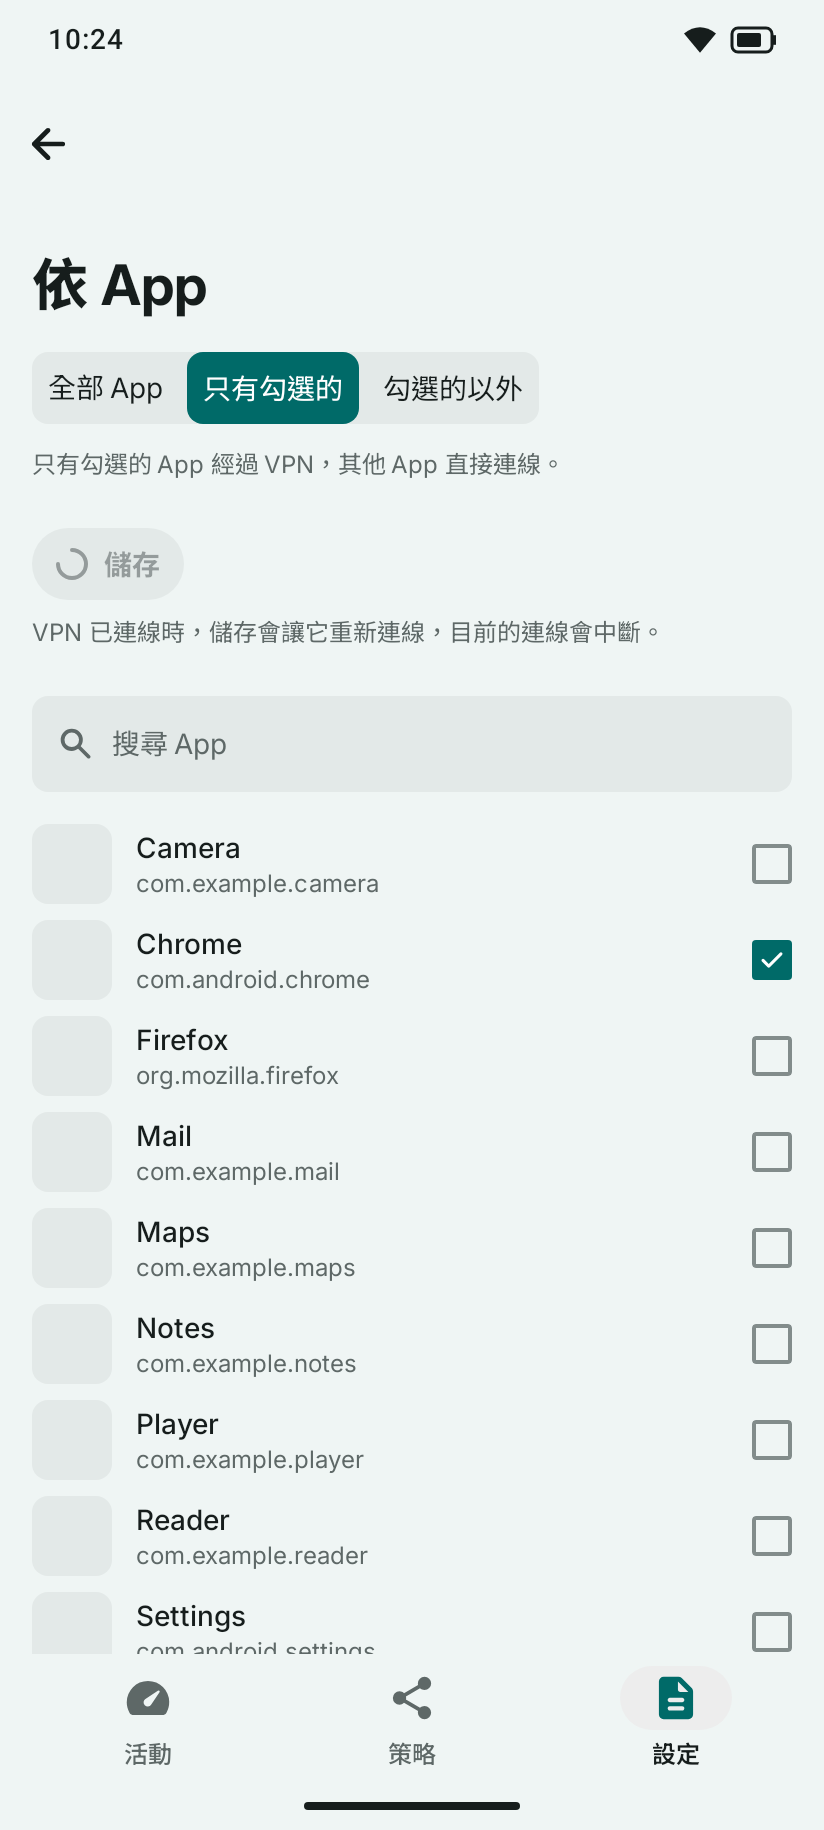 10:24
依 App
全部 App
只有勾選的
勾選的以外
只有勾選的 App 經過 VPN，其他 App 直接連線。
儲存
VPN 已連線時，儲存會讓它重新連線，目前的連線會中斷。
搜尋 App
Camera
com.example.camera
Chrome
com.android.chrome
Firefox
org.mozilla.firefox
Mail
com.example.mail
Maps
com.example.maps
Notes
com.example.notes
Player
com.example.player
Reader
com.example.reader
Settings
com.android.settings
活動
策略
設定